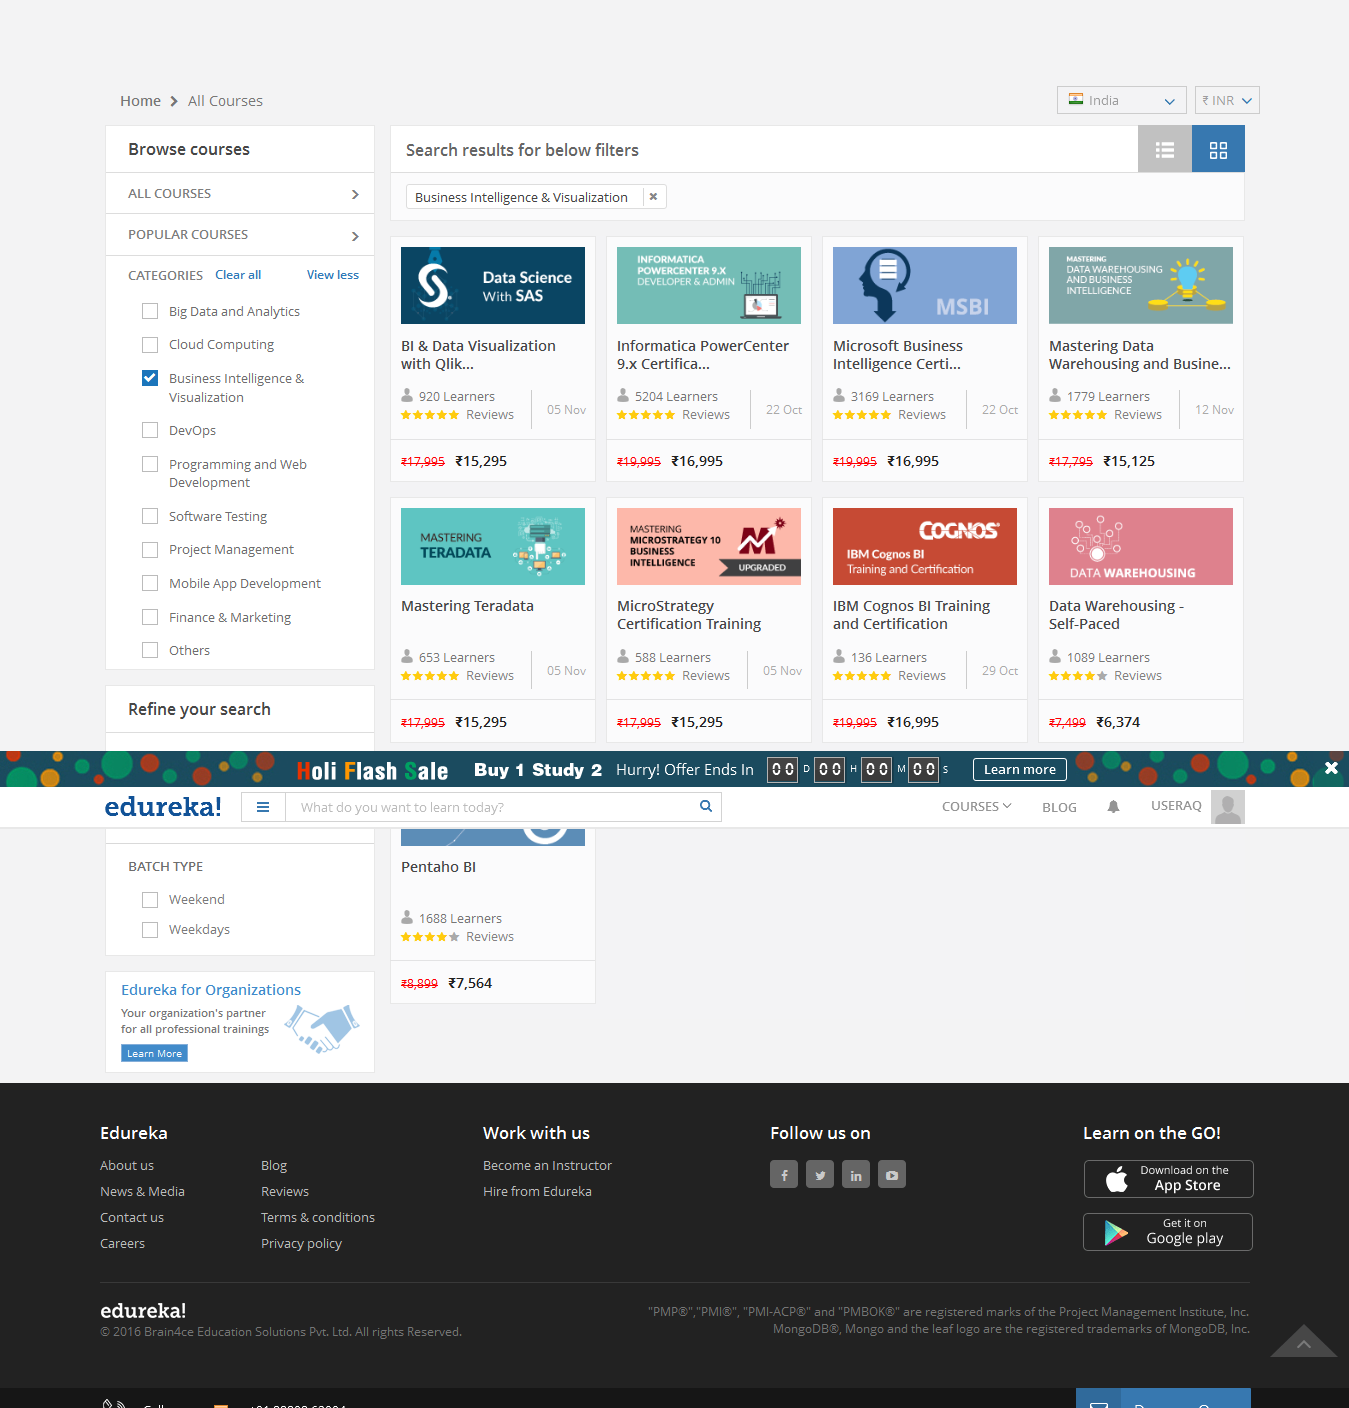 Home All Courses
India
₹ INR
Browse courses
ALL COURSES
POPULAR COURSES
CATEGORIES Clear all View less
Big Data and Analytics
Cloud Computing
Business Intelligence &
Visualization
DevOps
Programming and Web
Development
Software Testing
Project Management
Mobile App Development
Finance & Marketing
Others
Refine your search
Search results for below filters
Business Intelligence & Visualization
Data Science
With SAS
BI & Data Visualization
with Qlik...
920 Learners
Reviews
05 Nov
₹17,995 ₹15,295
INFORMATICA
POWERCENTER 9.X
DEVELOPER & ADMIN
Informatica PowerCenter
9.x Certifica...
5204 Learners
Reviews
22 Oct
₹19,995 ₹16,995
MSBI
Microsoft Business
Intelligence Certi...
3169 Learners
Reviews
22 Oct
₹19,995 ₹16,995
MASTERING
DATA WAREHOUSING
AND BUSINESS
INTELLIGENCE
Mastering Data
Warehousing and Busine...
1779 Learners
Reviews
12 Nov
₹17,795 ₹15,125
MASTERING
TERADATA
Mastering Teradata
653 Learners
Reviews
05 Nov
₹17,995 ₹15,295
MASTERING
MICROSTRATEGY 10
BUSINESS
INTELLIGENCE
UPGRADED
MicroStrategy
Certification Training
588 Learners
Reviews
05 Nov
₹17,995 ₹15,295
COGNOS
IBM Cognos BI
Training and Certification
IBM Cognos BI Training
and Certification
136 Learners
Reviews
29 Oct
₹19,995 ₹16,995
DATA WAREHOUSING
Data Warehousing -
Self-Paced
1089 Learners
Reviews
₹7,499 ₹6,374
Holi Flash Sale Buy 1 Study 2 Hurry! Offer Ends In 00 D 00 H 00 M 00 S Learn more
edureka! What do you want to learn today? COURSES BLOG USERAQ
BATCH TYPE
Weekend
Weekdays
Pentaho BI
1688 Learners
Reviews
₹8,899 ₹7,564
Edureka for Organizations
Your organization's partner
for all professional trainings
Learn More
Edureka
About us
News & Media
Contact us
Careers
Blog
Reviews
Terms & conditions
Privacy policy
Work with us
Become an Instructor
Hire from Edureka
Follow us on
Learn on the GO!
Download on the
App Store
Get it on
Google play
edureka!
© 2016 Brain4ce Education Solutions Pvt. Ltd. All rights Reserved.
"PMP®","PMI®", "PMI-ACP®" and "PMBOK®" are registered marks of the Project Management Institute, Inc.
MongoDB®, Mongo and the leaf logo are the registered trademarks of MongoDB, Inc.